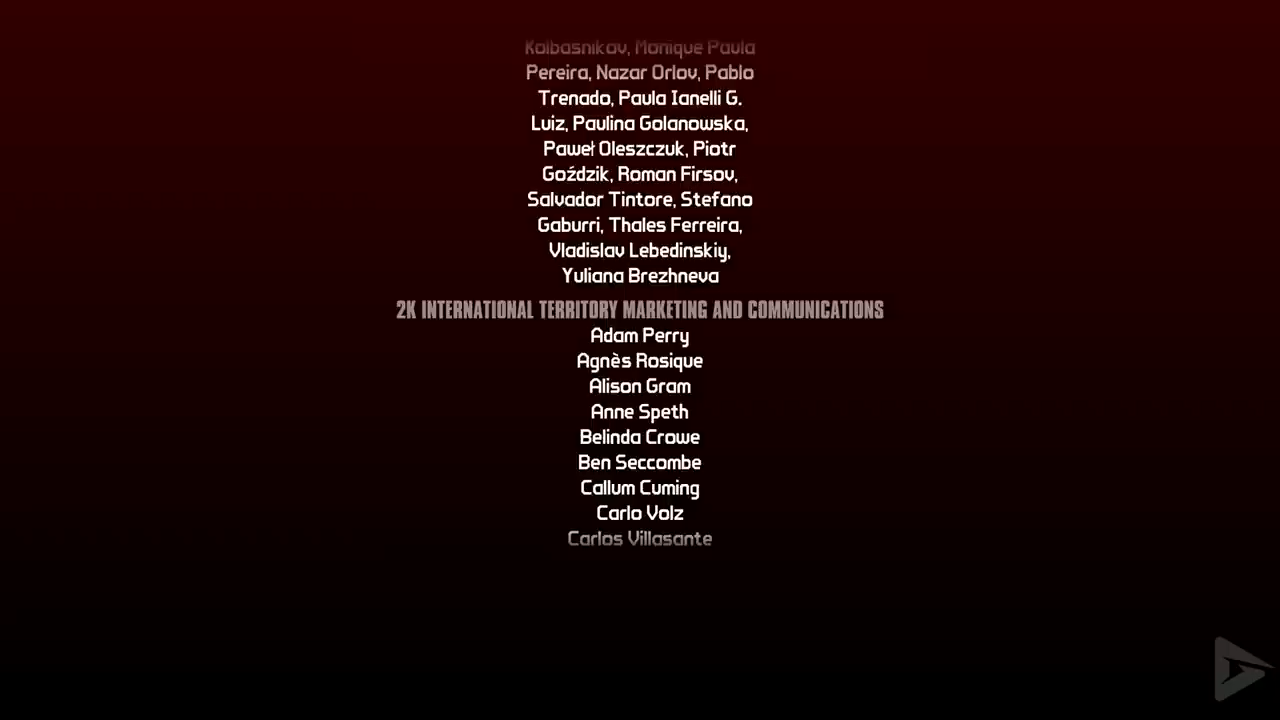 Kolbasnikov, Monique Paula
Pereira, Nazar Orlov, Pablo
Trenado, Paula Ianelli G.
Luiz, Paulina Golanowska,
Paweł Oleszczuk, Piotr
Goździk, Roman Firsov,
Salvador Tintore, Stefano
Gaburri, Thales Ferreira,
Vladislav Lebedinskiy,
Yuliana Brezhneva
2K INTERNATIONAL TERRITORY MARKETING AND COMMUNICATIONS
Adam Perry
Agnès Rosique
Alison Gram
Anne Speth
Belinda Crowe
Ben Seccombe
Callum Cuming
Carlo Volz
Carlos Villasante